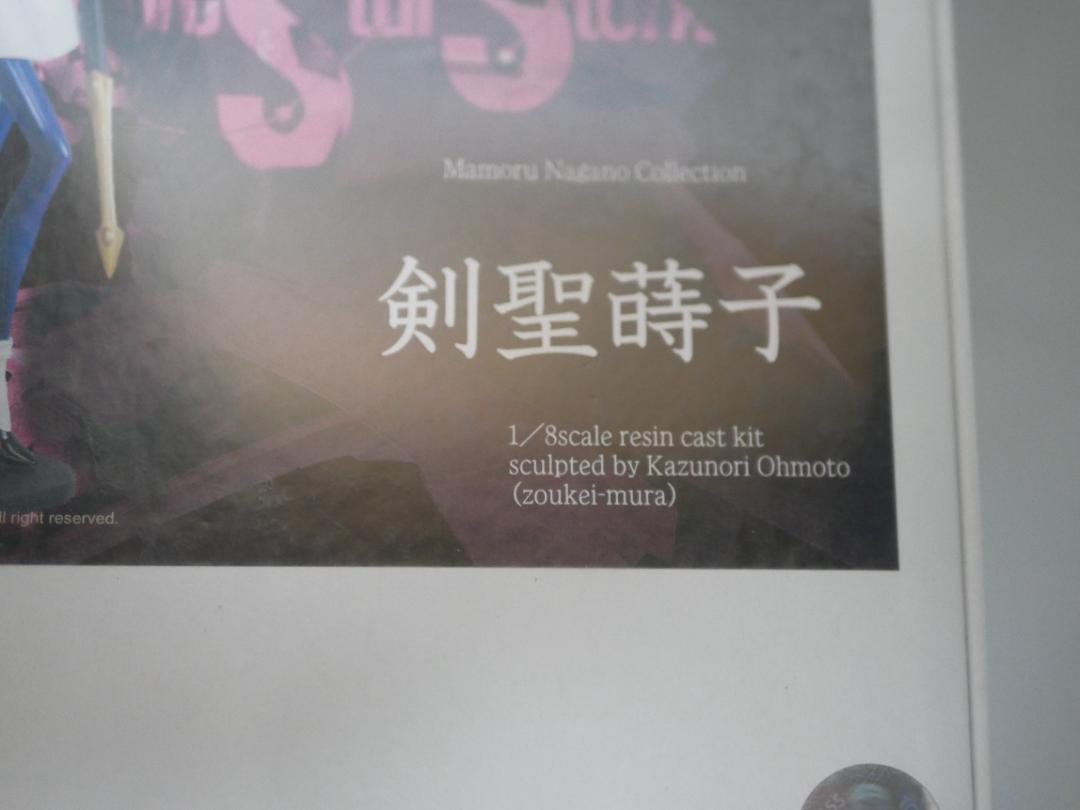 Mamoru Nagano Collection
剣聖蒔子
1／8scale resin cast kit
sculpted by Kazunori Ohmoto
(zoukei-mura)
right reserved.